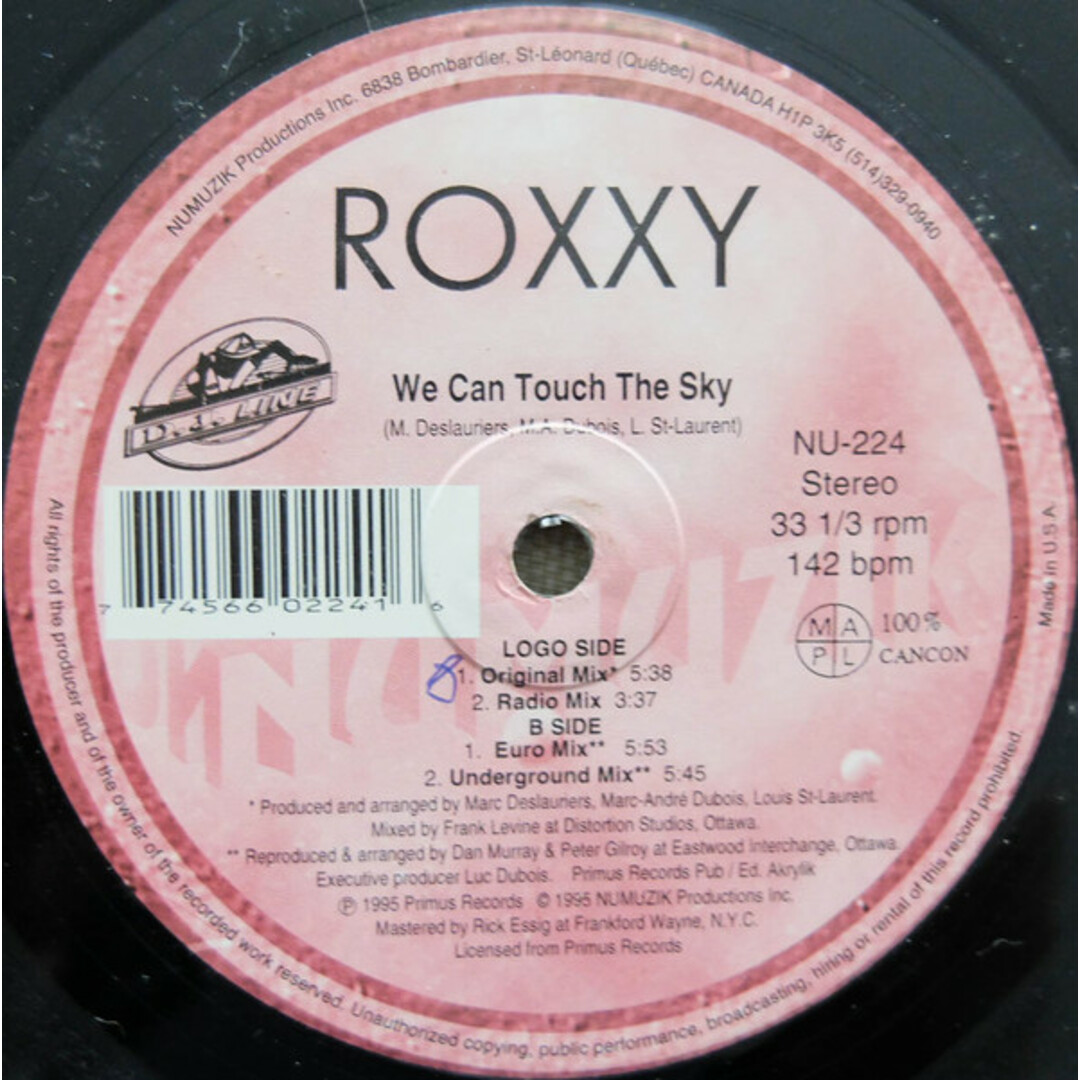 NUMUZIK Productions Inc. 6838 Bombardier, St-Léonard (Québec) CANADA H1P 3K5 (514)329-0940
ROXXY
D.J. LINE
We Can Touch The Sky
(M. Deslauriers, M.A. Dubois, L. St-Laurent)
NU-224
Stereo
33 1/3 rpm
142 bpm
MAPL
100%
CANCON
7 74566 02241 6
NUMUZIK
LOGO SIDE
1. Original Mix* 5:38
2. Radio Mix 3:37
B SIDE
1. Euro Mix** 5:53
2. Underground Mix** 5:45
* Produced and arranged by Marc Deslauriers, Marc-André Dubois, Louis St-Laurent.
Mixed by Frank Levine at Distortion Studios, Ottawa.
** Reproduced & arranged by Dan Murray & Peter Gilroy at Eastwood Interchange, Ottawa.
Executive producer Luc Dubois. Primus Records Pub / Ed. Akrylik
℗ 1995 Primus Records © 1995 NUMUZIK Productions Inc.
Mastered by Rick Essig at Frankford Wayne, N.Y.C.
Licensed from Primus Records
All rights of the producer and of the owner of the recorded work reserved. Unauthorized copying, public performance, broadcasting, hiring or rental of this record prohibited.
Made in U.S.A.